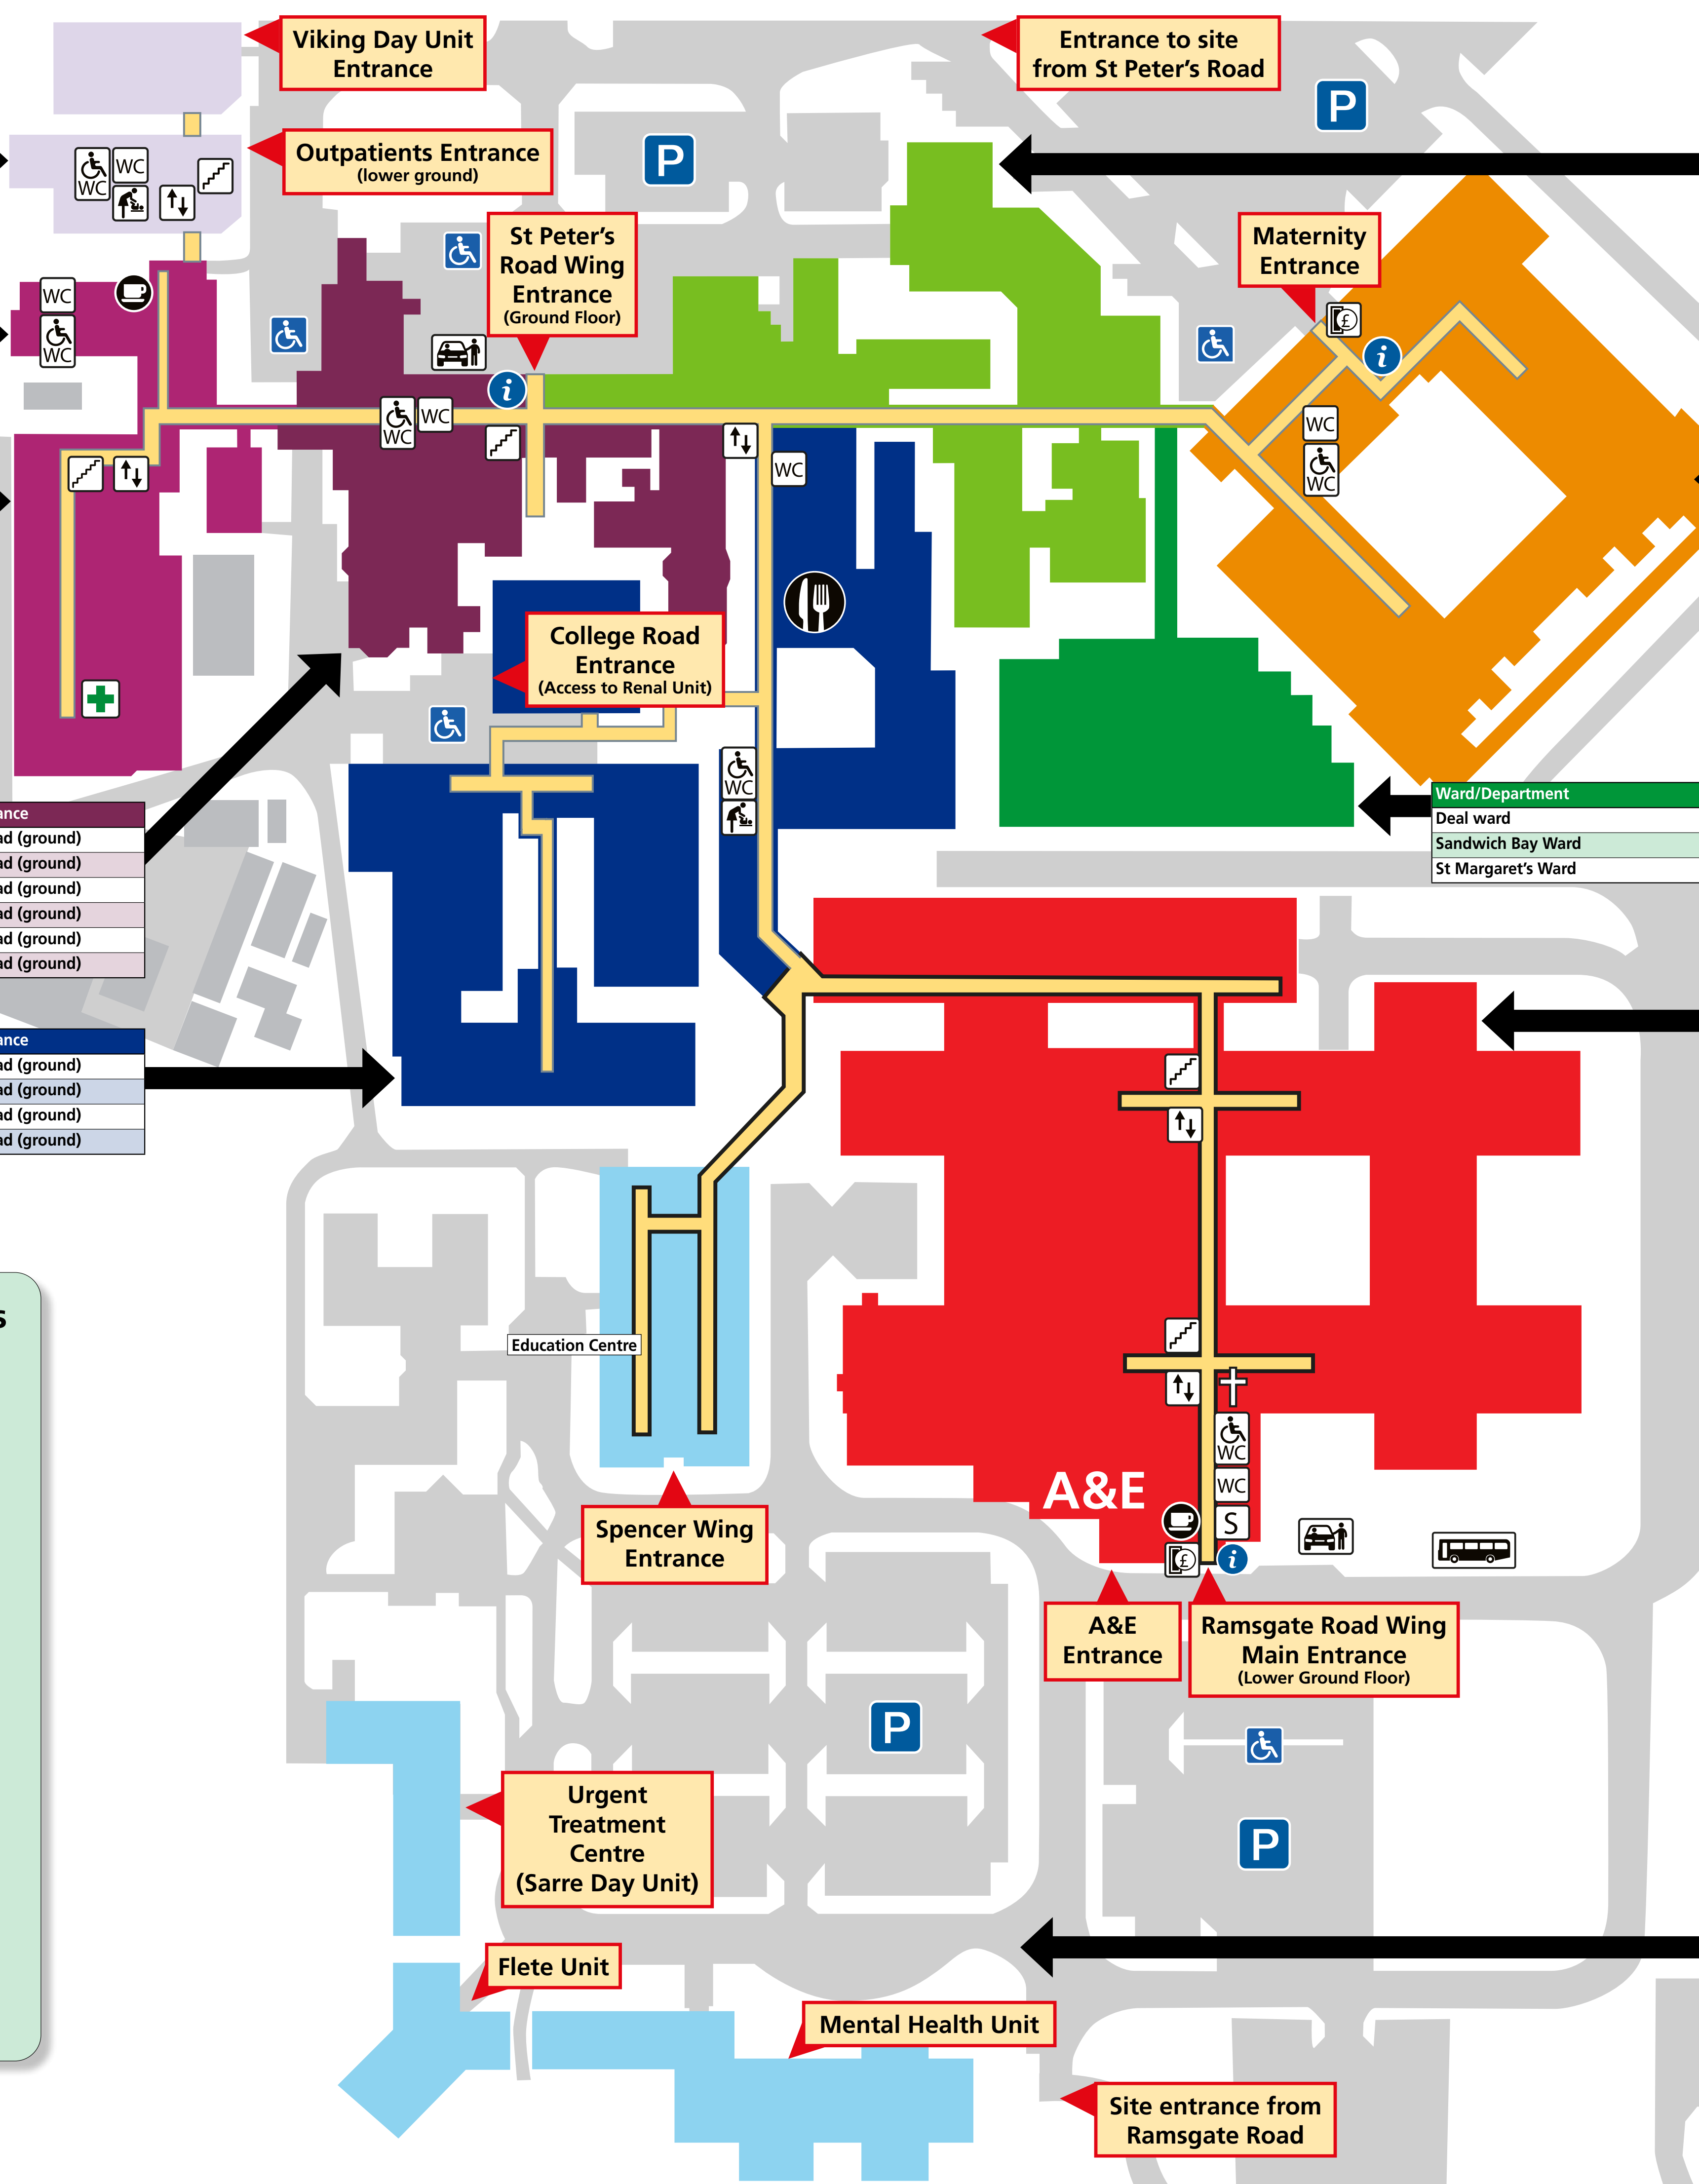 Viking Day Unit
Entrance
Entrance to site
from St Peter's Road
P
Outpatients Entrance
(lower ground)
P
WC
WC
St Peter's
Road Wing
Entrance
(Ground Floor)
Maternity
Entrance
£
i
WC
WC
i
WC
WC
WC
WC
WC
College Road
Entrance
(Access to Renal Unit)
WC
Ward/Department
Deal ward
Sandwich Bay Ward
St Margaret's Ward
ance
ad (ground)
ad (ground)
ad (ground)
ad (ground)
ad (ground)
ad (ground)
ance
ad (ground)
ad (ground)
ad (ground)
ad (ground)
s
Education Centre
WC
WC
A&E
S
£
i
Spencer Wing
Entrance
A&E
Entrance
Ramsgate Road Wing
Main Entrance
(Lower Ground Floor)
P
Urgent
Treatment
Centre
(Sarre Day Unit)
P
Flete Unit
Mental Health Unit
Site entrance from
Ramsgate Road